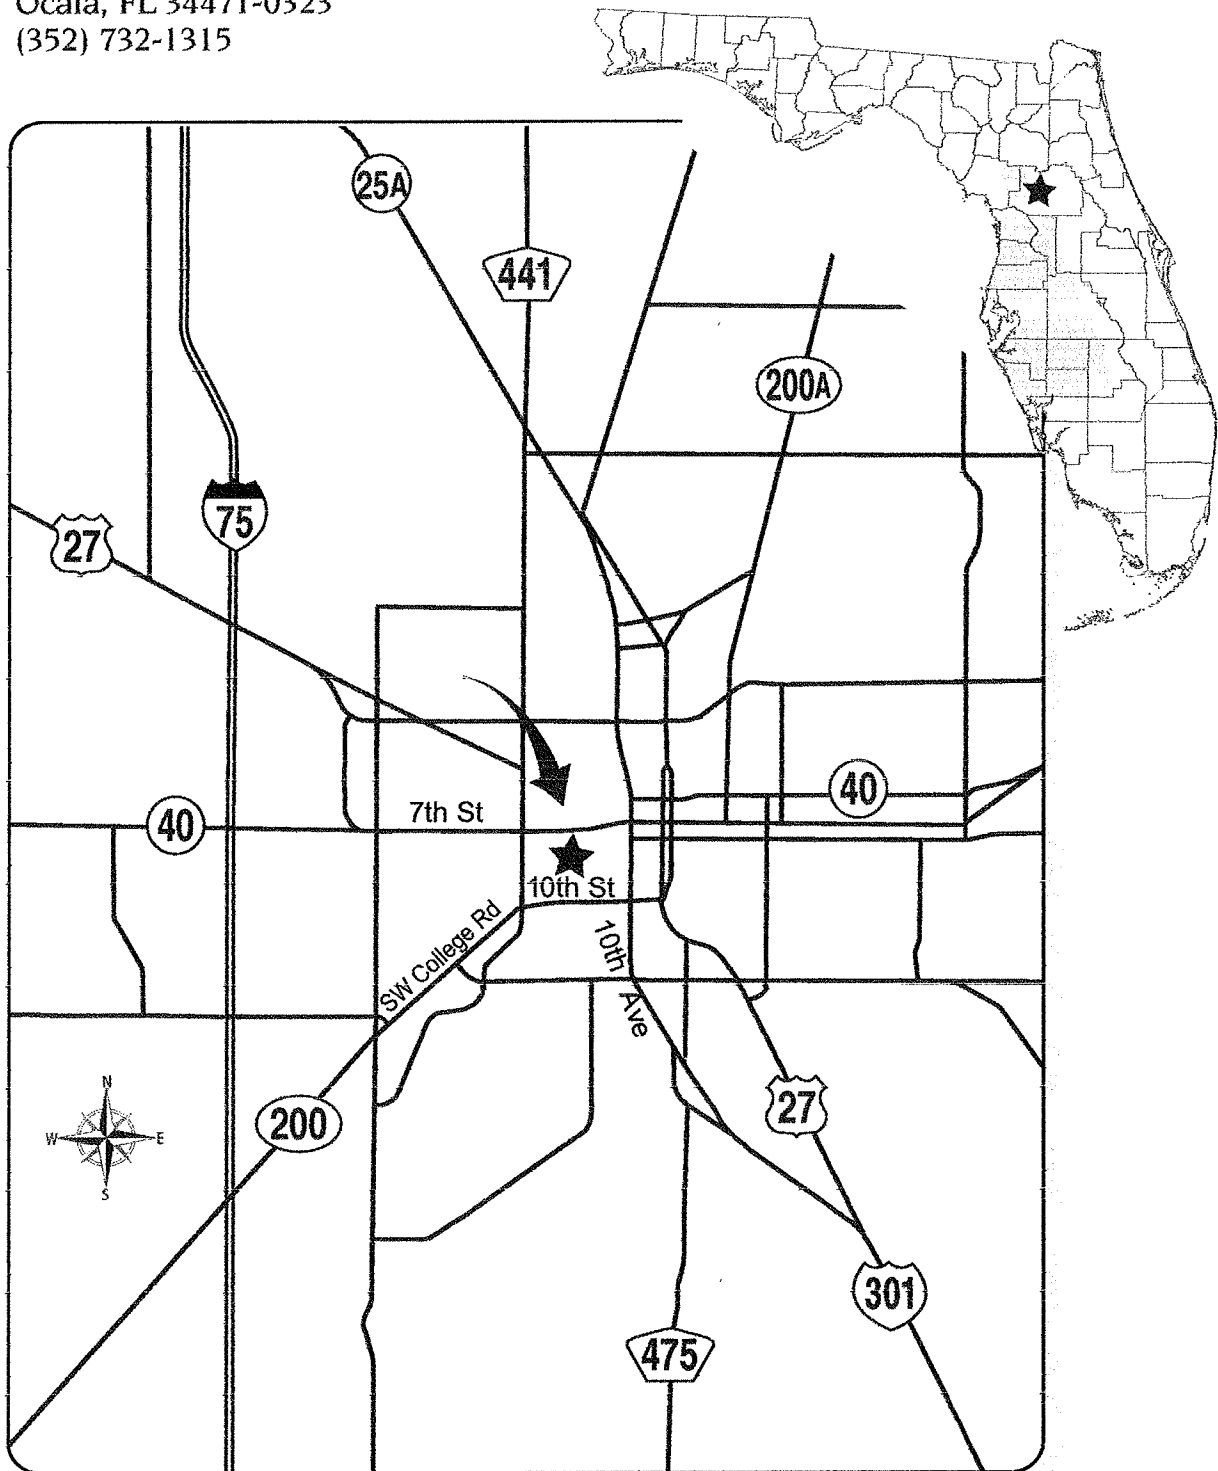 Ocala, FL 34471-0323
(352) 732-1315
25A
441
200A
75
27
40
7th St
40
10th St
SW College Rd
10th Ave
N
W E
S
200
27
301
475